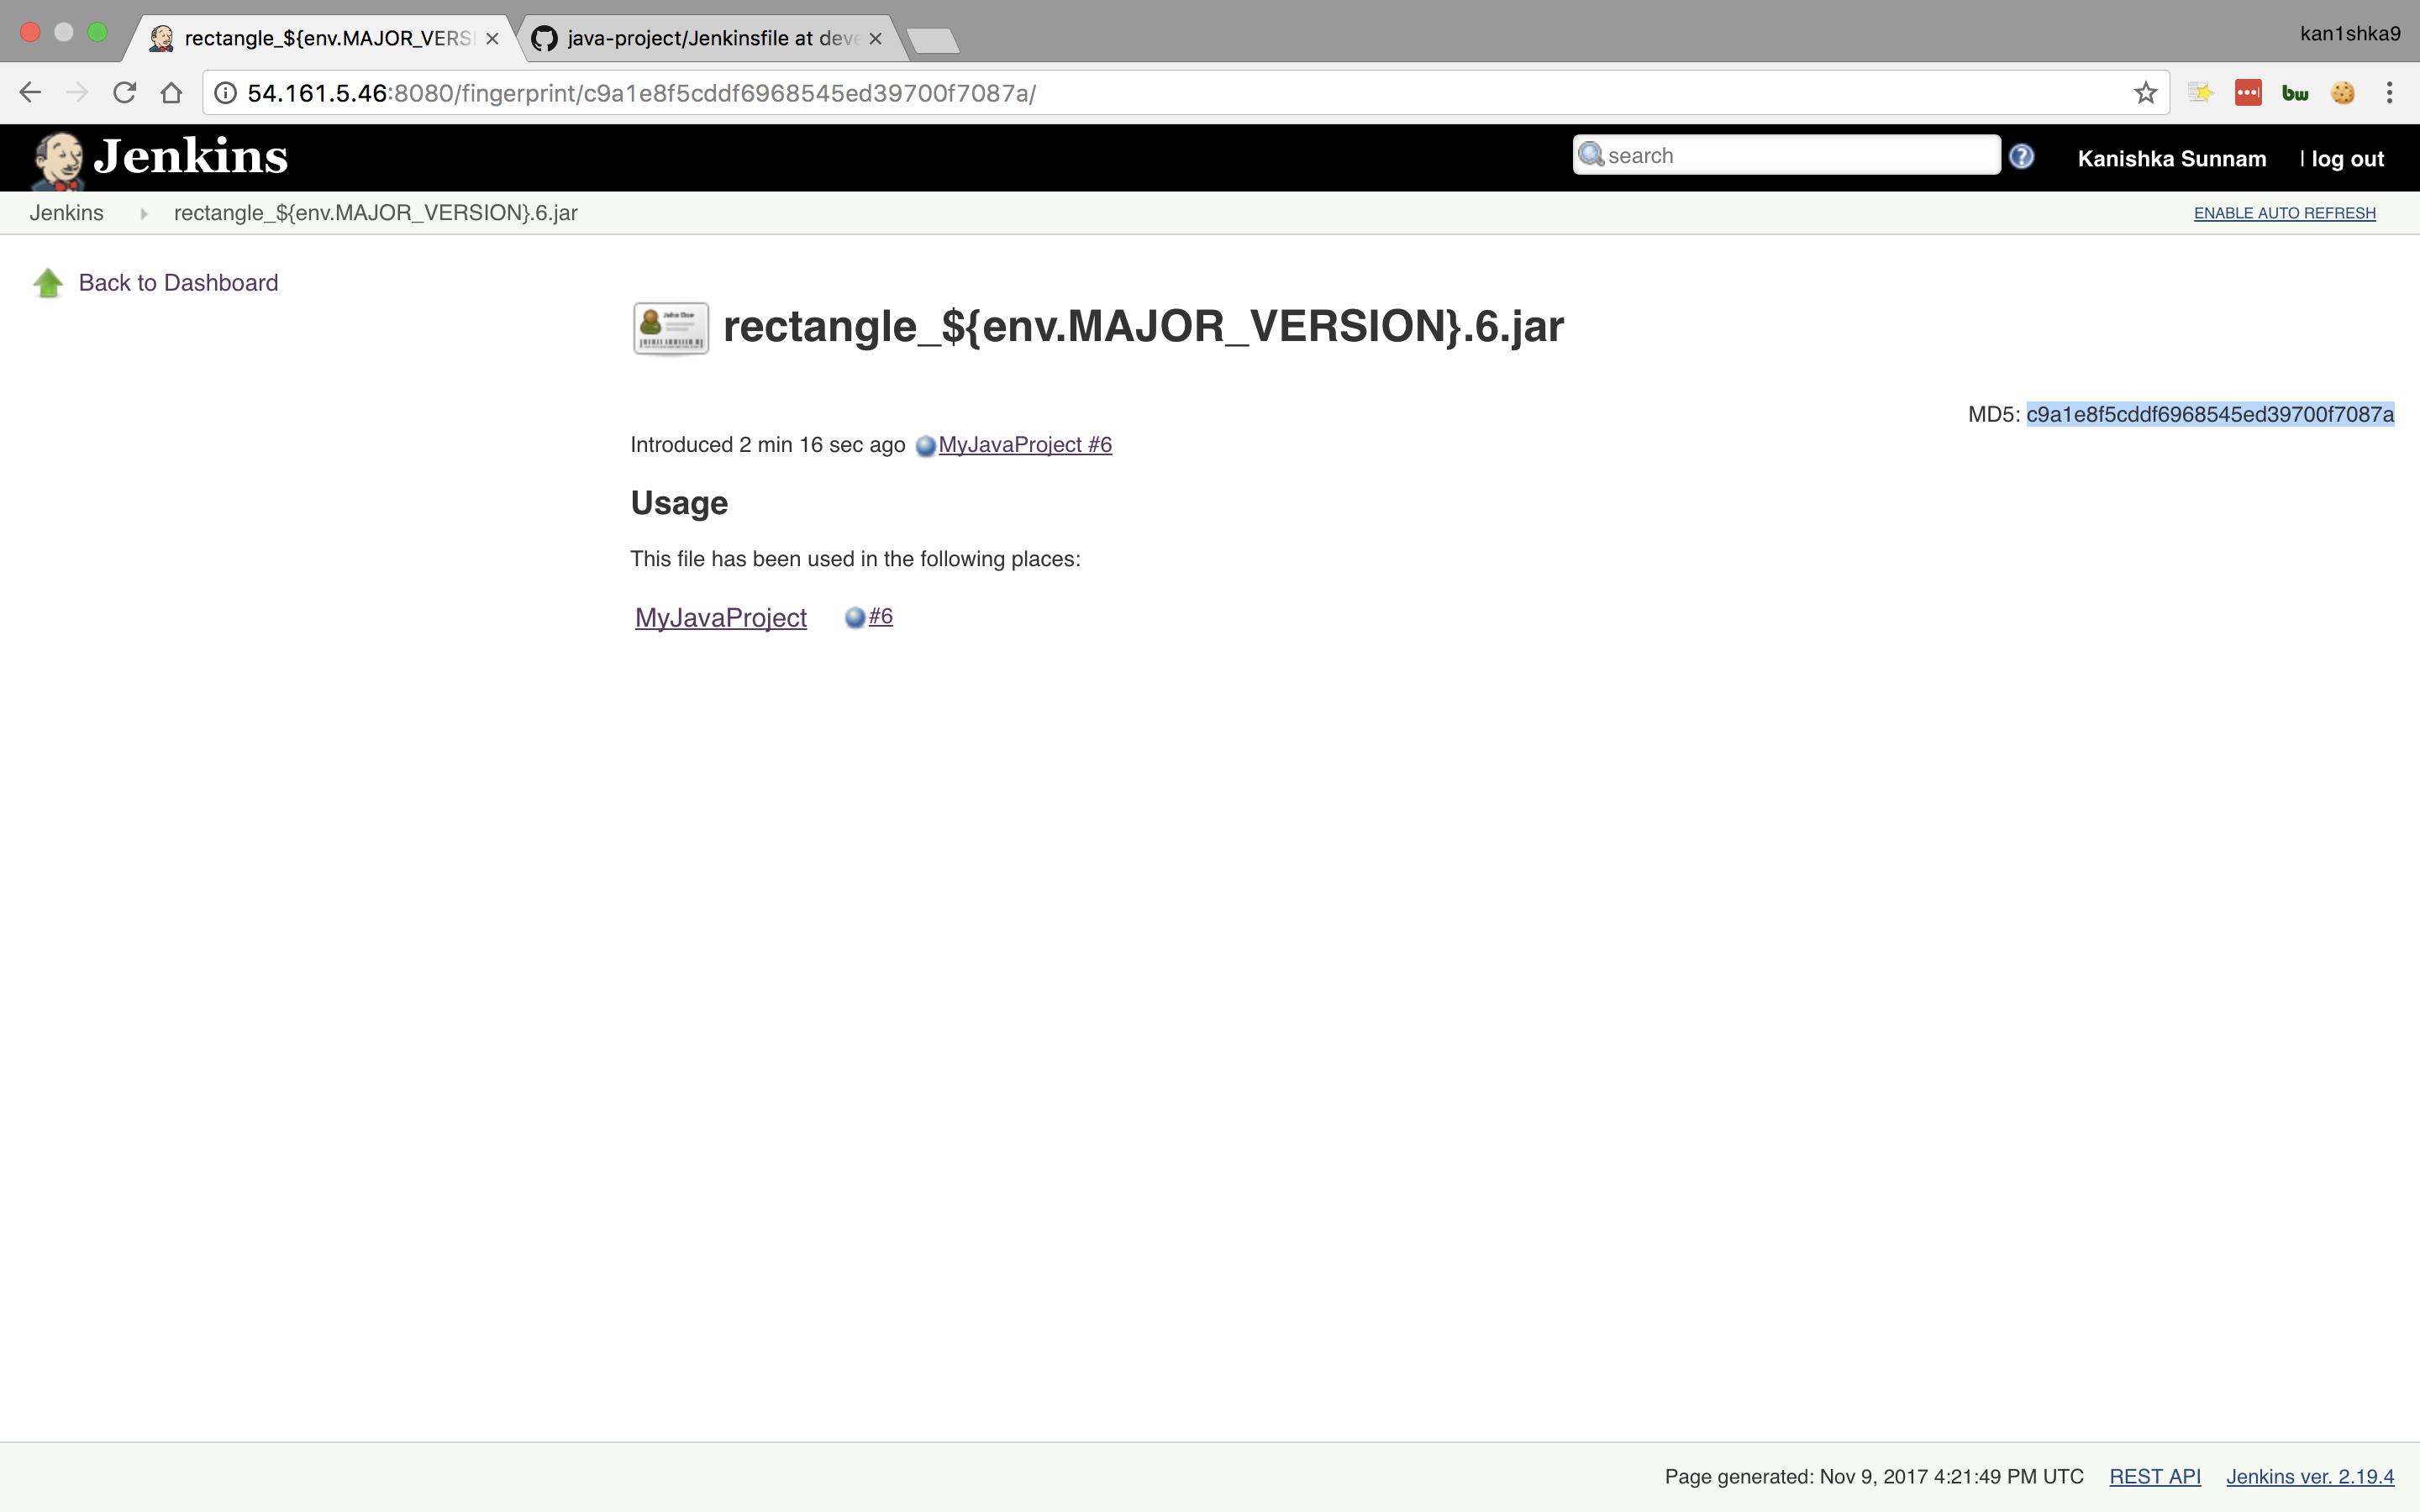 rectangle_${env.MAJOR_VERS
java-project/Jenkinsfile at deve
kan1shka9
54.161.5.46:8080/fingerprint/c9a1e8f5cddf6968545ed39700f7087a/
bw
Jenkins
search
Kanishka Sunnam | log out
Jenkins rectangle_${env.MAJOR_VERSION}.6.jar
ENABLE AUTO REFRESH
Back to Dashboard
John Doe
rectangle_${env.MAJOR_VERSION}.6.jar
MD5: c9a1e8f5cddf6968545ed39700f7087a
Introduced 2 min 16 sec ago MyJavaProject #6
Usage
This file has been used in the following places:
MyJavaProject #6
Page generated: Nov 9, 2017 4:21:49 PM UTC REST API Jenkins ver. 2.19.4